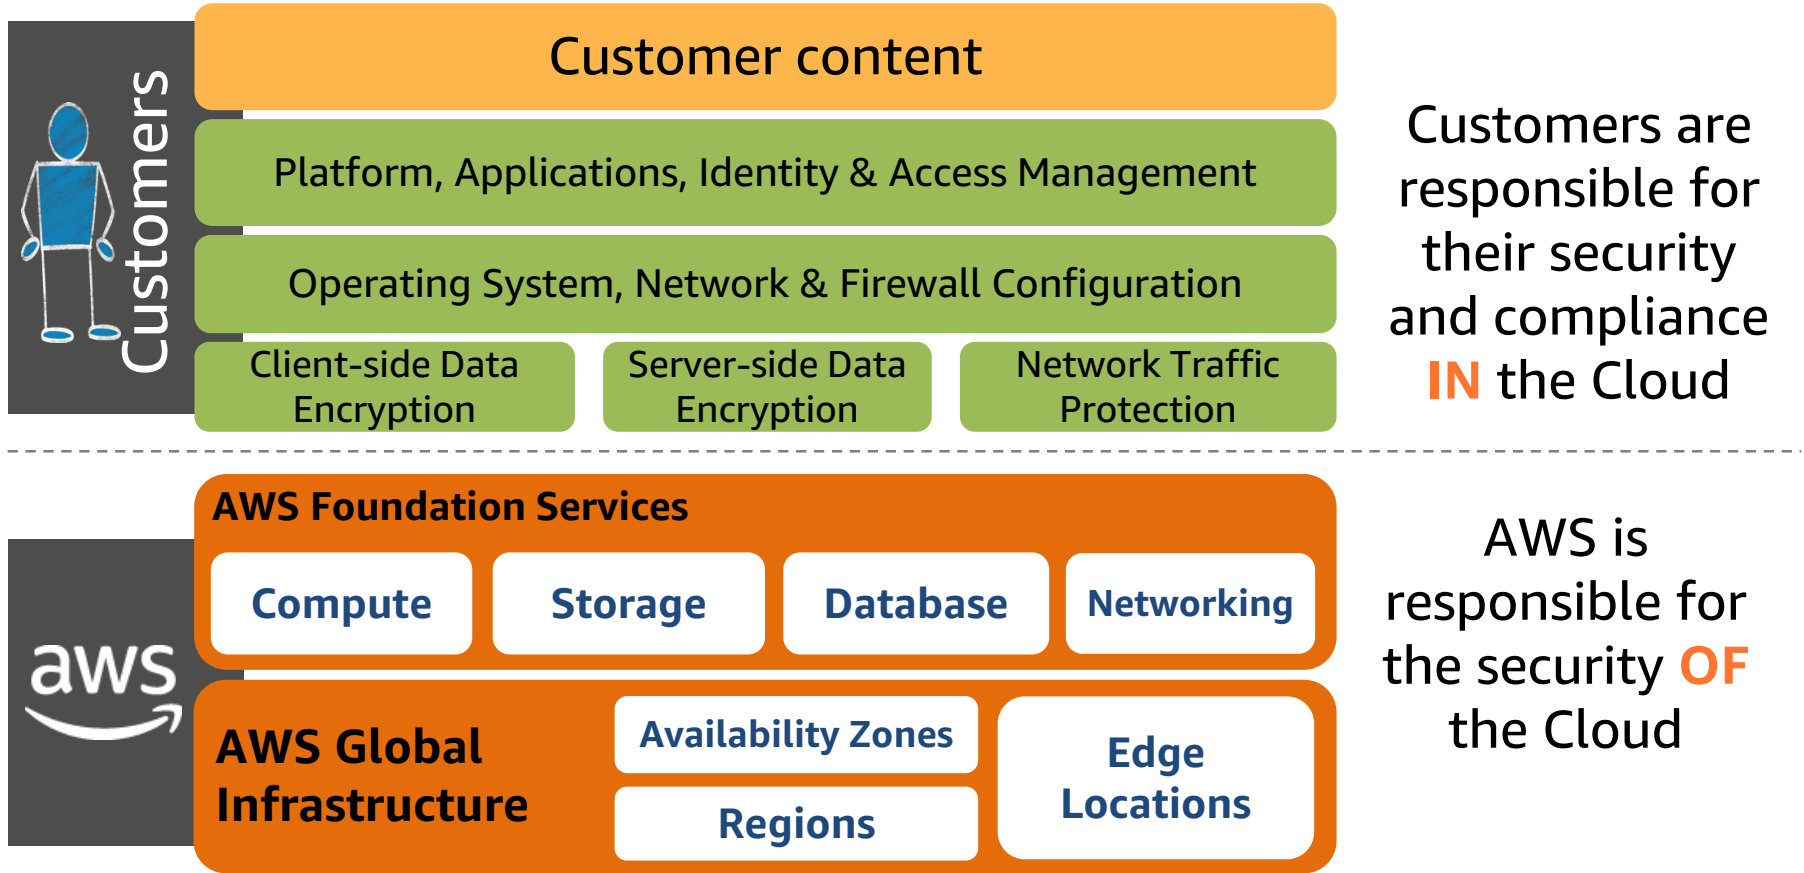 Customers
Customer content
Platform, Applications, Identity & Access Management
Operating System, Network & Firewall Configuration
Client-side Data
Encryption
Server-side Data
Encryption
Network Traffic
Protection
Customers are
responsible for
their security
and compliance
IN the Cloud
aws
AWS Foundation Services
Compute
Storage
Database
Networking
AWS Global
Infrastructure
Availability Zones
Regions
Edge
Locations
AWS is
responsible for
the security OF
the Cloud